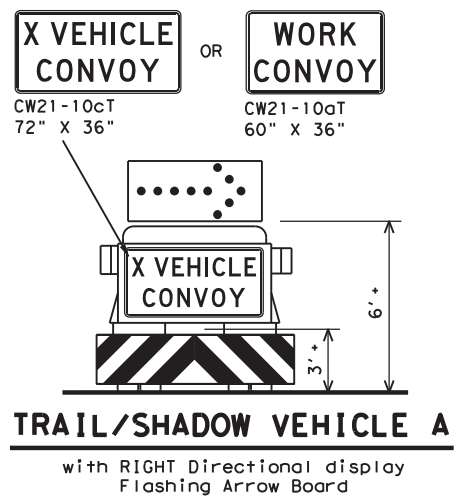 X VEHICLE
CONVOY
OR
WORK
CONVOY
CW21-10cT
72" X 36"
CW21-10aT
60" X 36"
X VEHICLE
CONVOY
6'+
3'+
TRAIL/SHADOW VEHICLE A
with RIGHT Directional display
Flashing Arrow Board